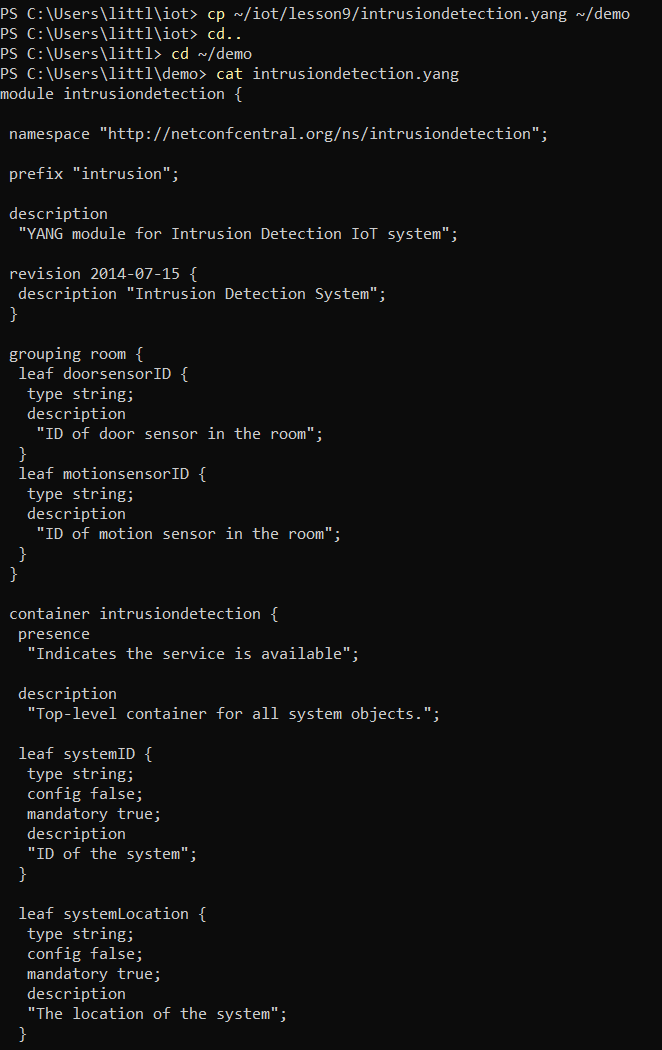 PS C:\Users\littl\iot> cp ~/iot/lesson9/intrusiondetection.yang ~/demo
PS C:\Users\littl\iot> cd..
PS C:\Users\littl> cd ~/demo
PS C:\Users\littl\demo> cat intrusiondetection.yang
module intrusiondetection {
namespace "http://netconfcentral.org/ns/intrusiondetection";
prefix "intrusion";
description
"YANG module for Intrusion Detection IoT system";
revision 2014-07-15 {
description "Intrusion Detection System";
}
grouping room {
leaf doorsensorID {
type string;
description
"ID of door sensor in the room";
}
leaf motionsensorID {
type string;
description
"ID of motion sensor in the room";
}
}
container intrusiondetection {
presence
"Indicates the service is available";
description
"Top-level container for all system objects.";
leaf systemID {
type string;
config false;
mandatory true;
description
"ID of the system";
}
leaf systemLocation {
type string;
config false;
mandatory true;
description
"The location of the system";
}